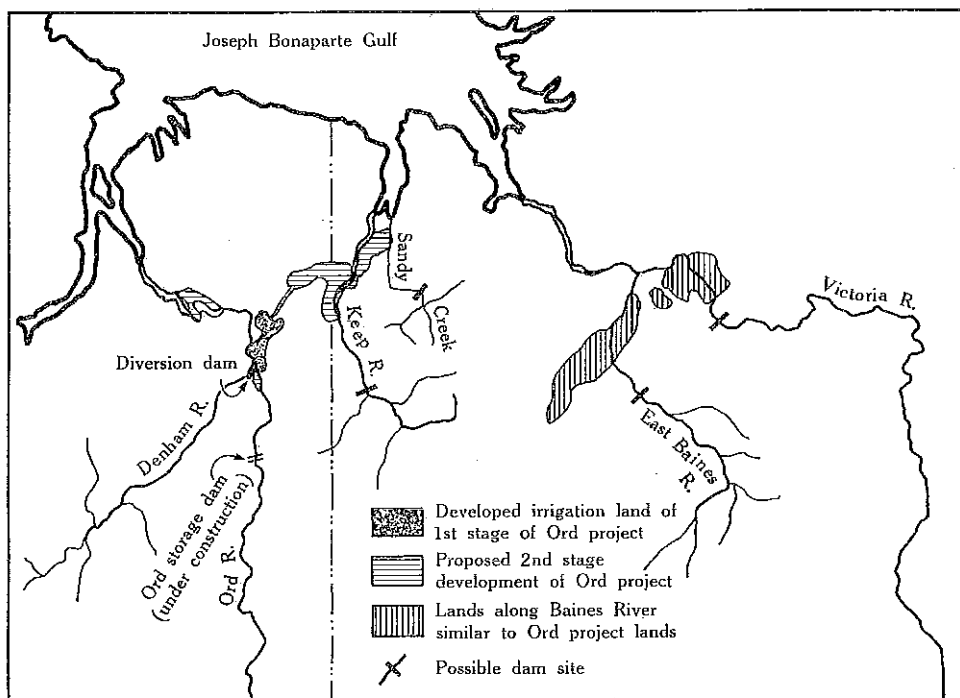 Joseph Bonaparte Gulf
Sandy
Creek
Keep R.
Victoria R.
Diversion dam
Denham R.
East Baines
R.
Ord storage dam
(under construction)
Ord R.
Developed irrigation land of
1st stage of Ord project
Proposed 2nd stage
development of Ord project
Lands along Baines River
similar to Ord project lands
Possible dam site